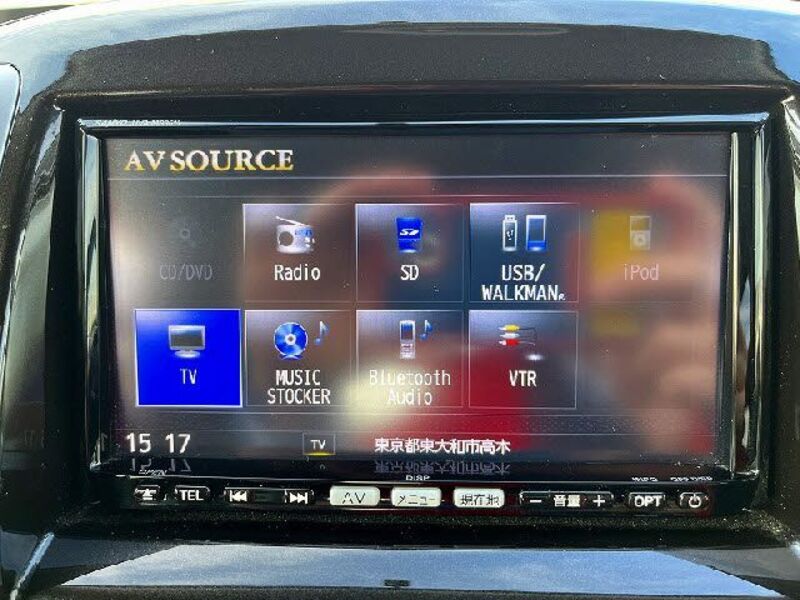 AV SOURCE
CD/DVD
Radio
SD
USB/
WALKMAN®
iPod
TV
MUSIC
STOCKER
Bluetooth
Audio
VTR
15 17
TV
東京都東大和市高木
OPEN
DISP
TEL
AV
メニュー
現在地
− 音量 +
OPT